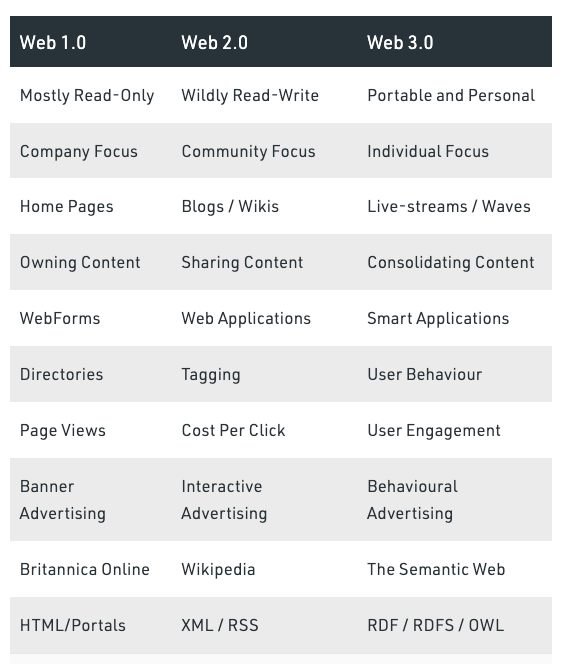 Web 1.0 Web 2.0 Web 3.0
Mostly Read-Only Wildly Read-Write Portable and Personal
Company Focus Community Focus Individual Focus
Home Pages Blogs / Wikis Live-streams / Waves
Owning Content Sharing Content Consolidating Content
WebForms Web Applications Smart Applications
Directories Tagging User Behaviour
Page Views Cost Per Click User Engagement
Banner Interactive Behavioural
Advertising Advertising Advertising
Britannica Online Wikipedia The Semantic Web
HTML/Portals XML / RSS RDF / RDFS / OWL